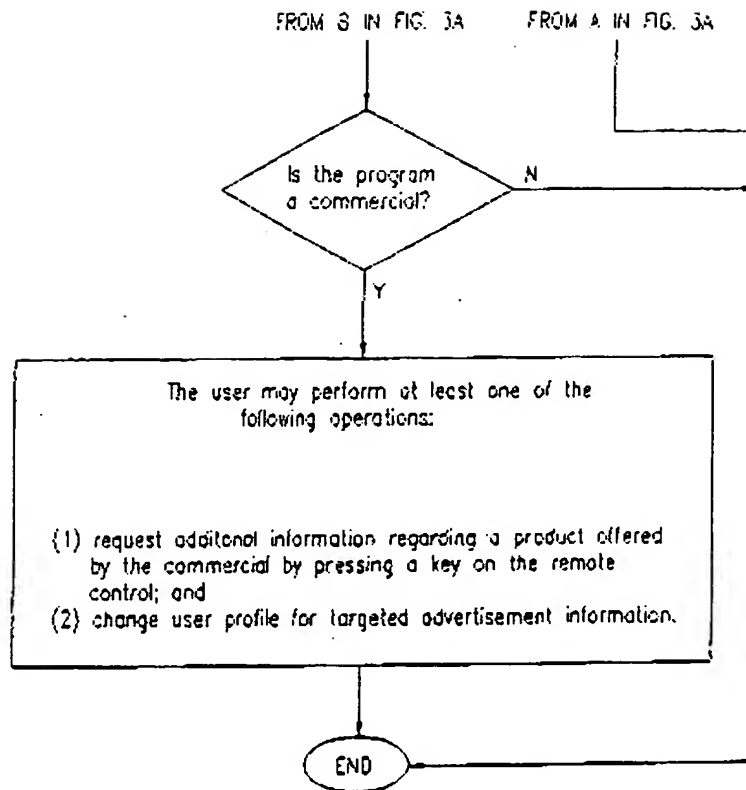 FROM B IN FIG. 3A
FROM A IN FIG. 3A
Is the program
a commercial?
N
Y
The user may perform at least one of the
following operations:
(1) request additonal information regarding a product offered
by the commercial by pressing a key on the remote
control; and
(2) change user profile for targeted advertisement information.
END